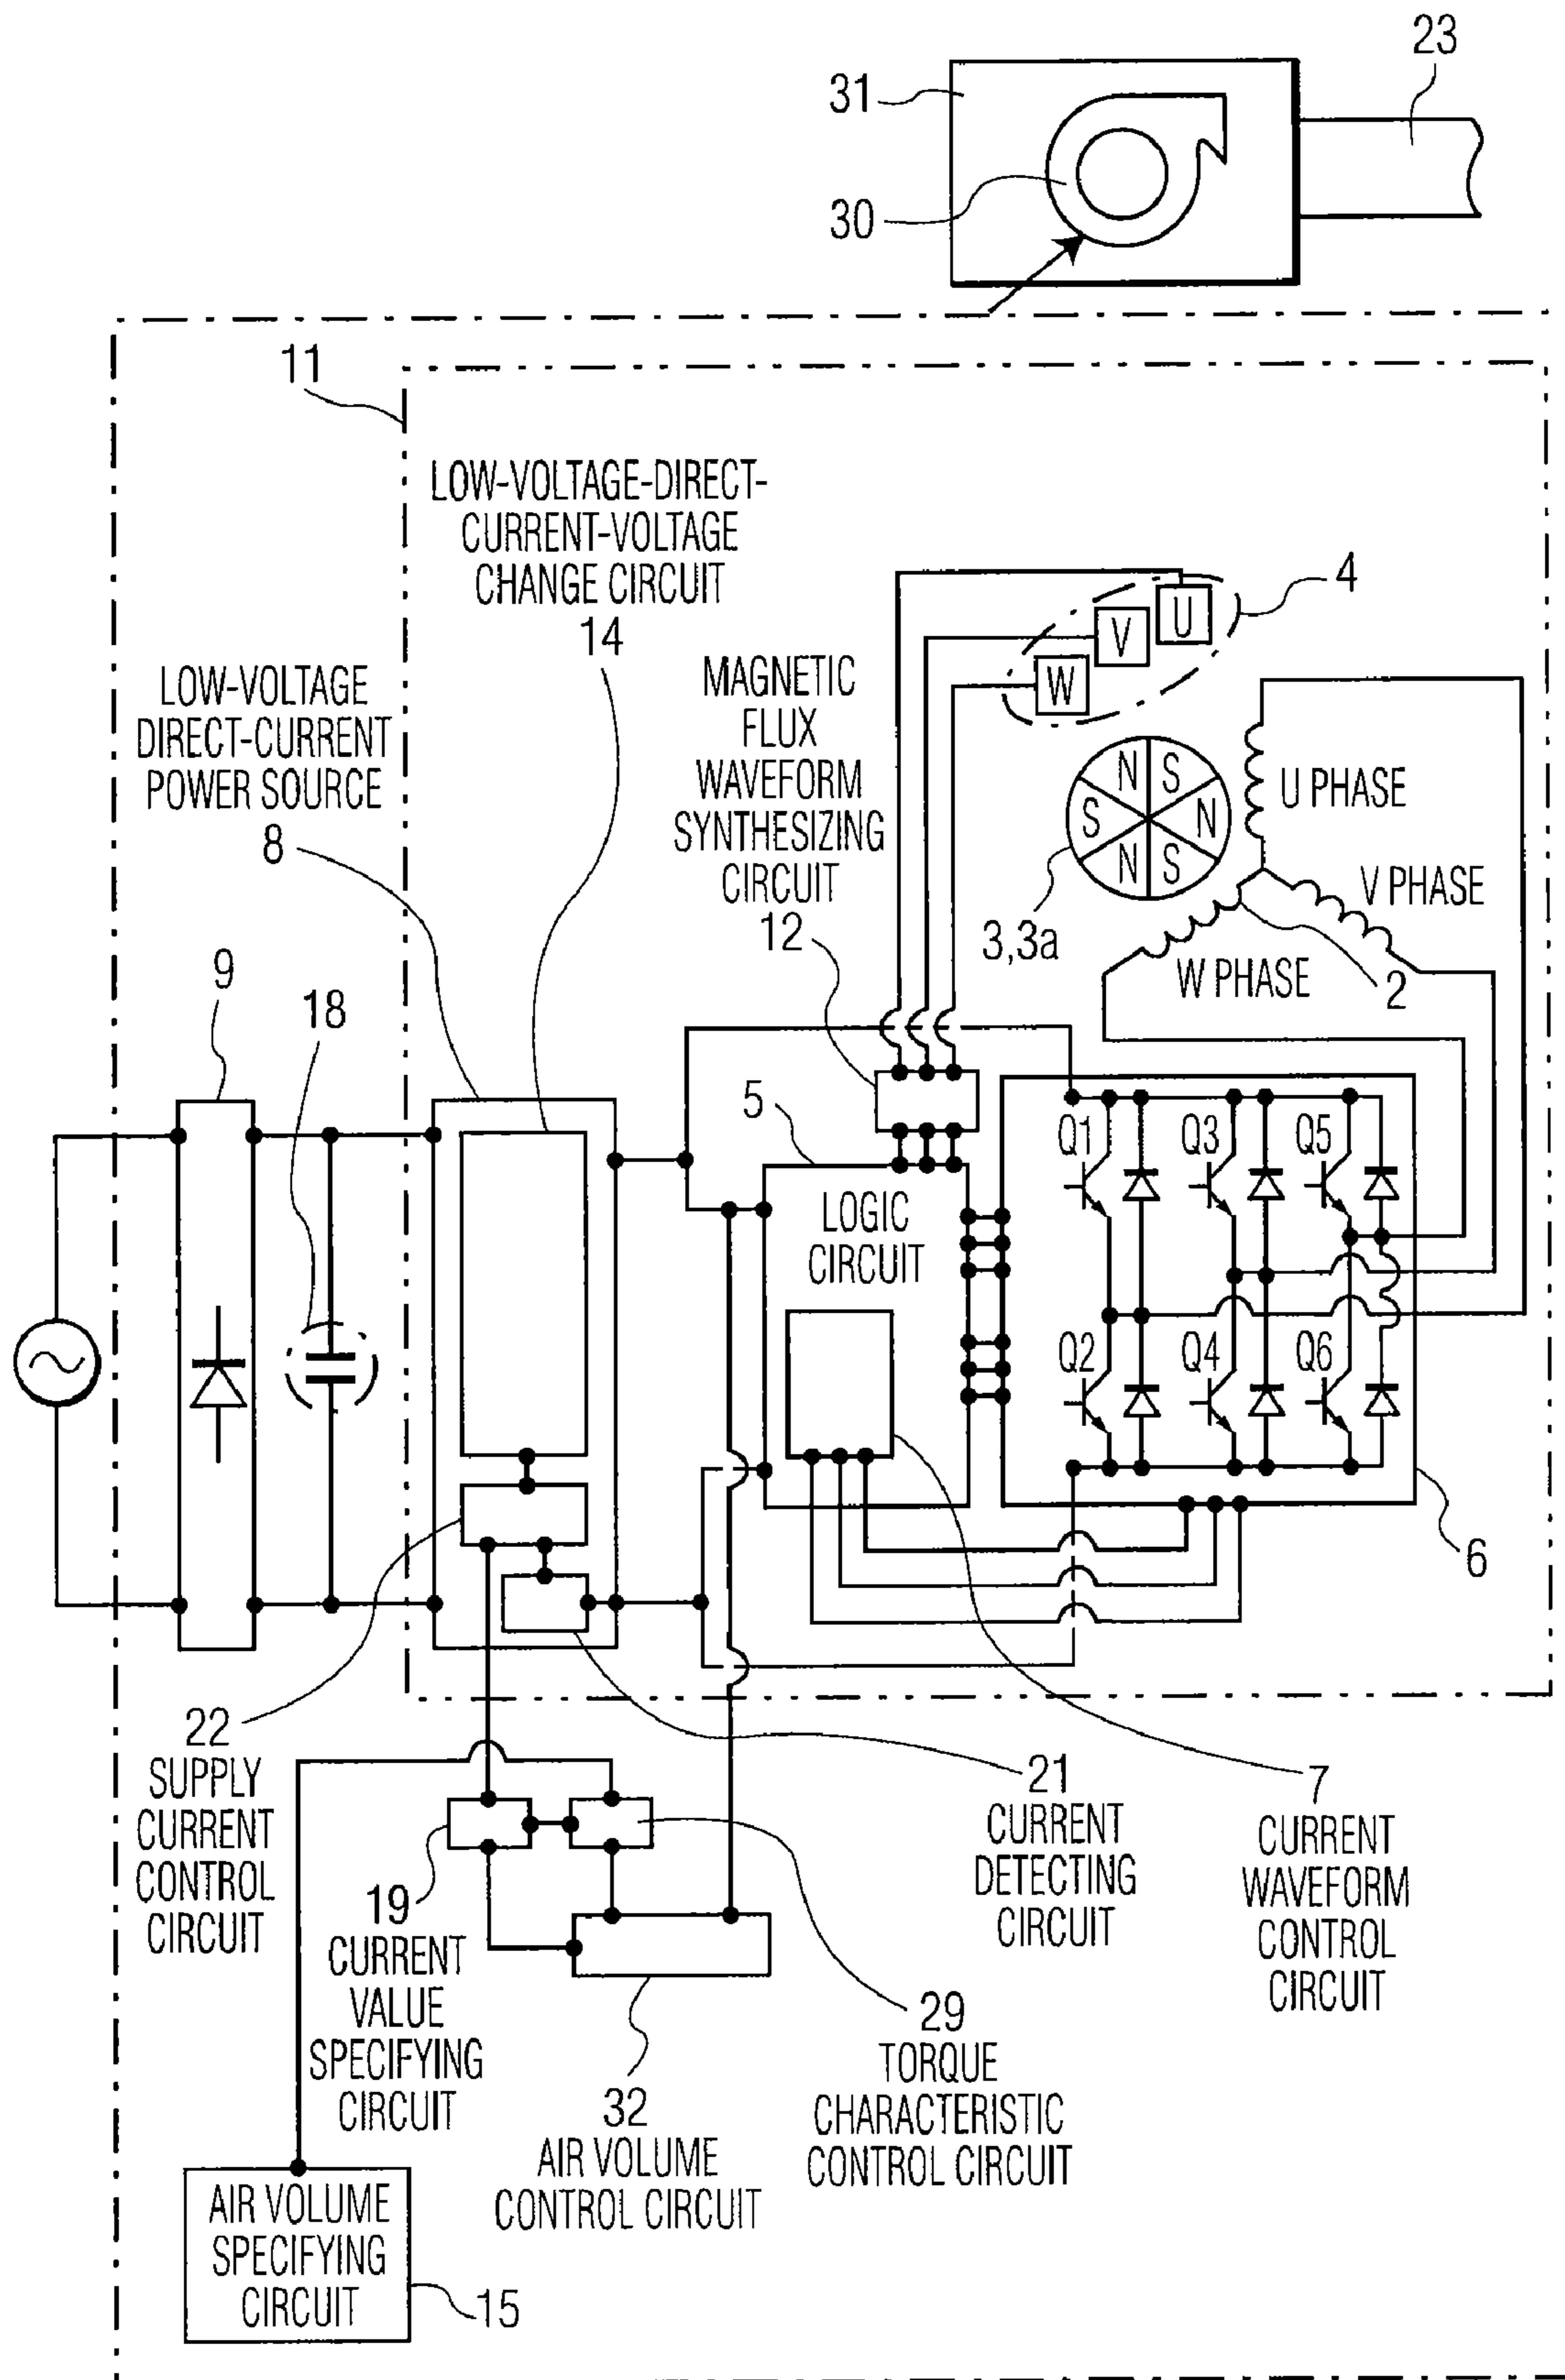 23
31
30
11
LOW-VOLTAGE-DIRECT-
CURRENT-VOLTAGE
CHANGE CIRCUIT
14
4
U
V
W
LOW-VOLTAGE
DIRECT-CURRENT
POWER SOURCE
8
MAGNETIC
FLUX
WAVEFORM
SYNTHESIZING
CIRCUIT
12
N S
S N
N S
3,3a
U PHASE
V PHASE
W PHASE
2
9
18
5
LOGIC
CIRCUIT
Q1
Q3
Q5
Q2
Q4
Q6
6
22
SUPPLY
CURRENT
CONTROL
CIRCUIT
19
CURRENT
VALUE
SPECIFYING
CIRCUIT
21
CURRENT
DETECTING
CIRCUIT
7
CURRENT
WAVEFORM
CONTROL
CIRCUIT
29
TORQUE
CHARACTERISTIC
CONTROL CIRCUIT
32
AIR VOLUME
CONTROL CIRCUIT
AIR VOLUME
SPECIFYING
CIRCUIT
15